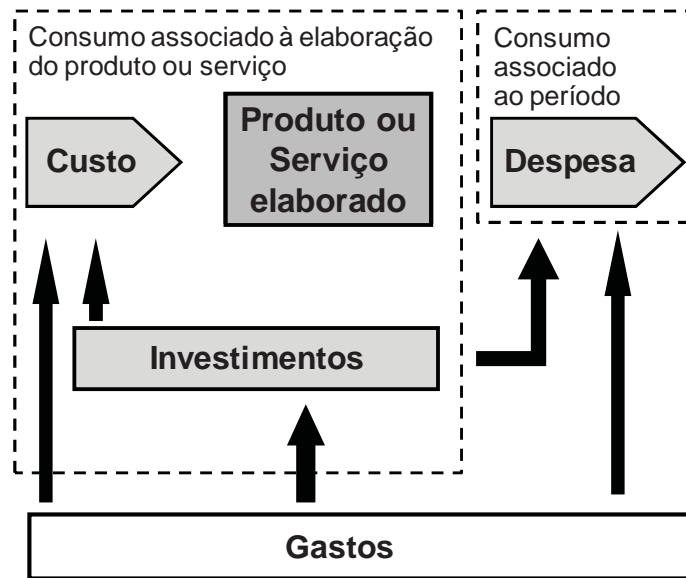 Consumo associado à elaboração
do produto ou serviço
Consumo
associado
ao período
Custo
Produto ou
Serviço
elaborado
Despesa
Investimentos
Gastos